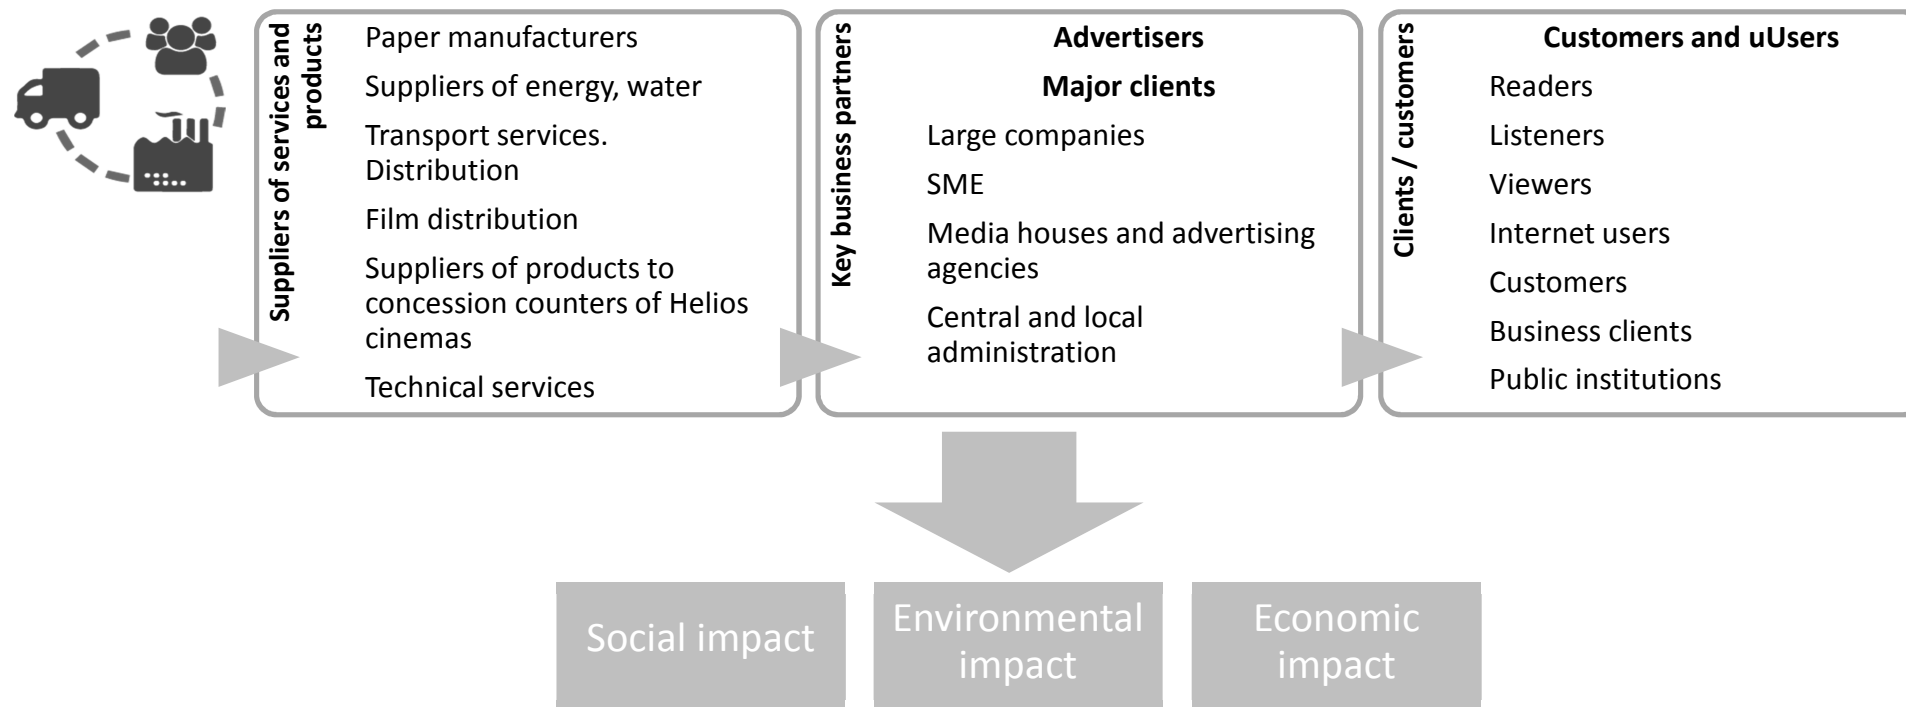 Suppliers of services and
products
Paper manufacturers
Suppliers of energy, water
Transport services.
Distribution
Film distribution
Suppliers of products to
concession counters of Helios
cinemas
Technical services
Key business partners
Advertisers
Major clients
Large companies
SME
Media houses and advertising
agencies
Central and local
administration
Clients / customers
Customers and uUsers
Readers
Listeners
Viewers
Internet users
Customers
Business clients
Public institutions
Social impact
Environmental
impact
Economic
impact